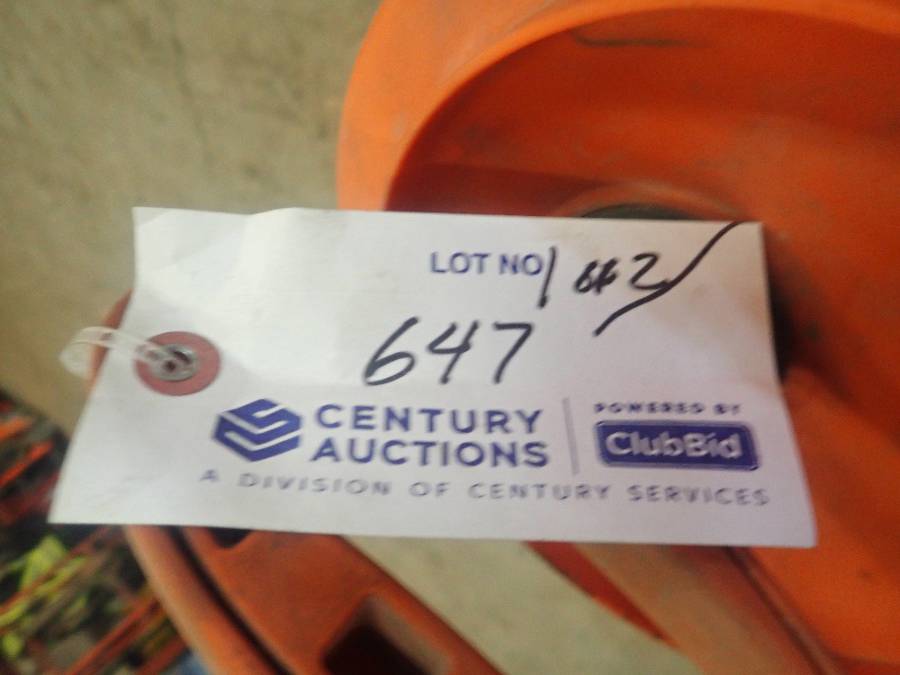 LOT NO 1 of 2
647
CENTURY AUCTIONS
POWERED BY
ClubBid
A DIVISION OF CENTURY SERVICES